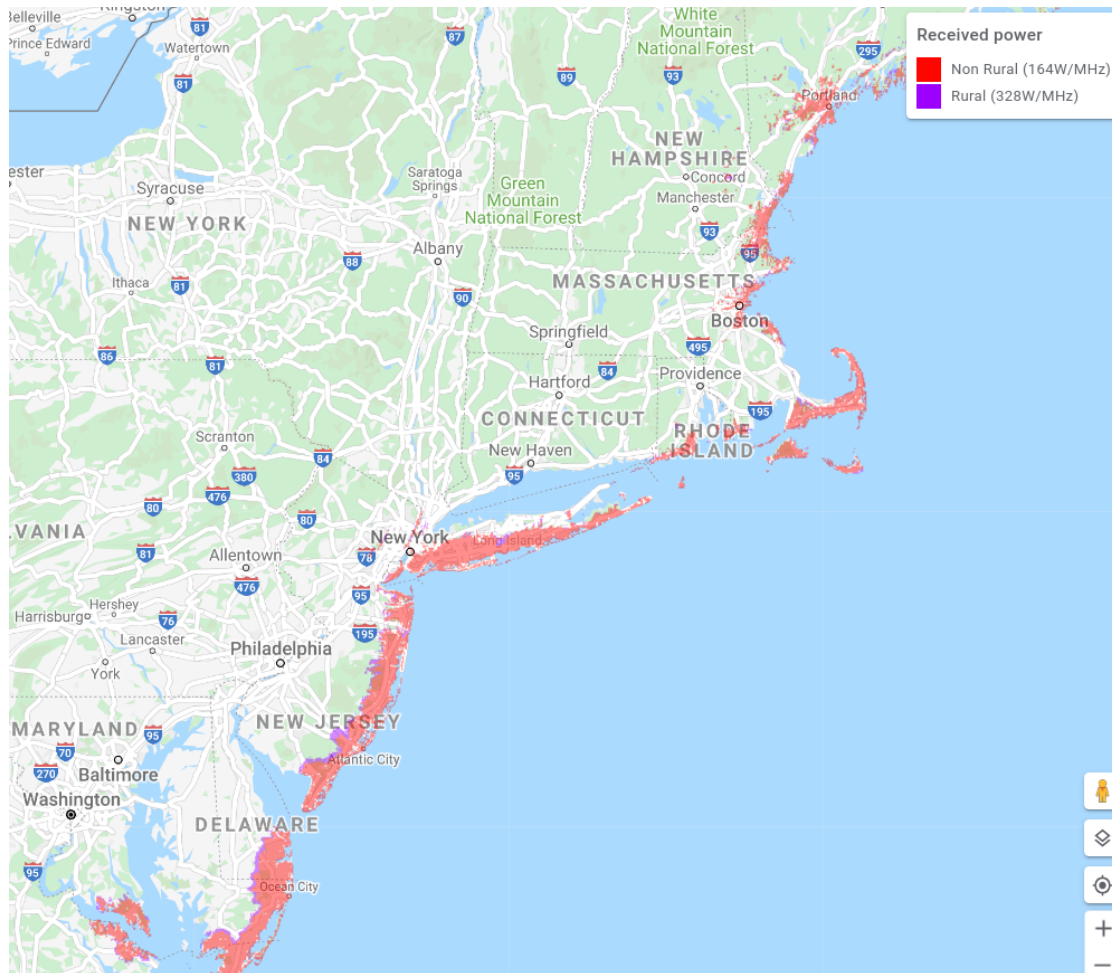 Kingston
Belleville
Prince Edward
81
Watertown
87
White
Mountain
National Forest
295
Received power
Non Rural (164W/MHz)
Rural (328W/MHz)
81
89
93
Portland
NEW
HAMPSHIRE
Concord
ester
Syracuse
Saratoga
Springs
Green
Mountain
National Forest
Manchester
NEW YORK
93
Albany
88
95
MASSACHUSETTS
Ithaca
81
90
Boston
Springfield
495
86
81
84
Providence
Hartford
195
CONNECTICUT
RHODE
ISLAND
Scranton
84
New Haven
95
380
476
80
80
VANIA
New York
Long Island
81
Allentown
78
476
95
Hershey
Harrisburg
76
195
Lancaster
Philadelphia
York
NEW JERSEY
MARYLAND
95
70
Atlantic City
Baltimore
270
Washington
DELAWARE
95
Ocean City